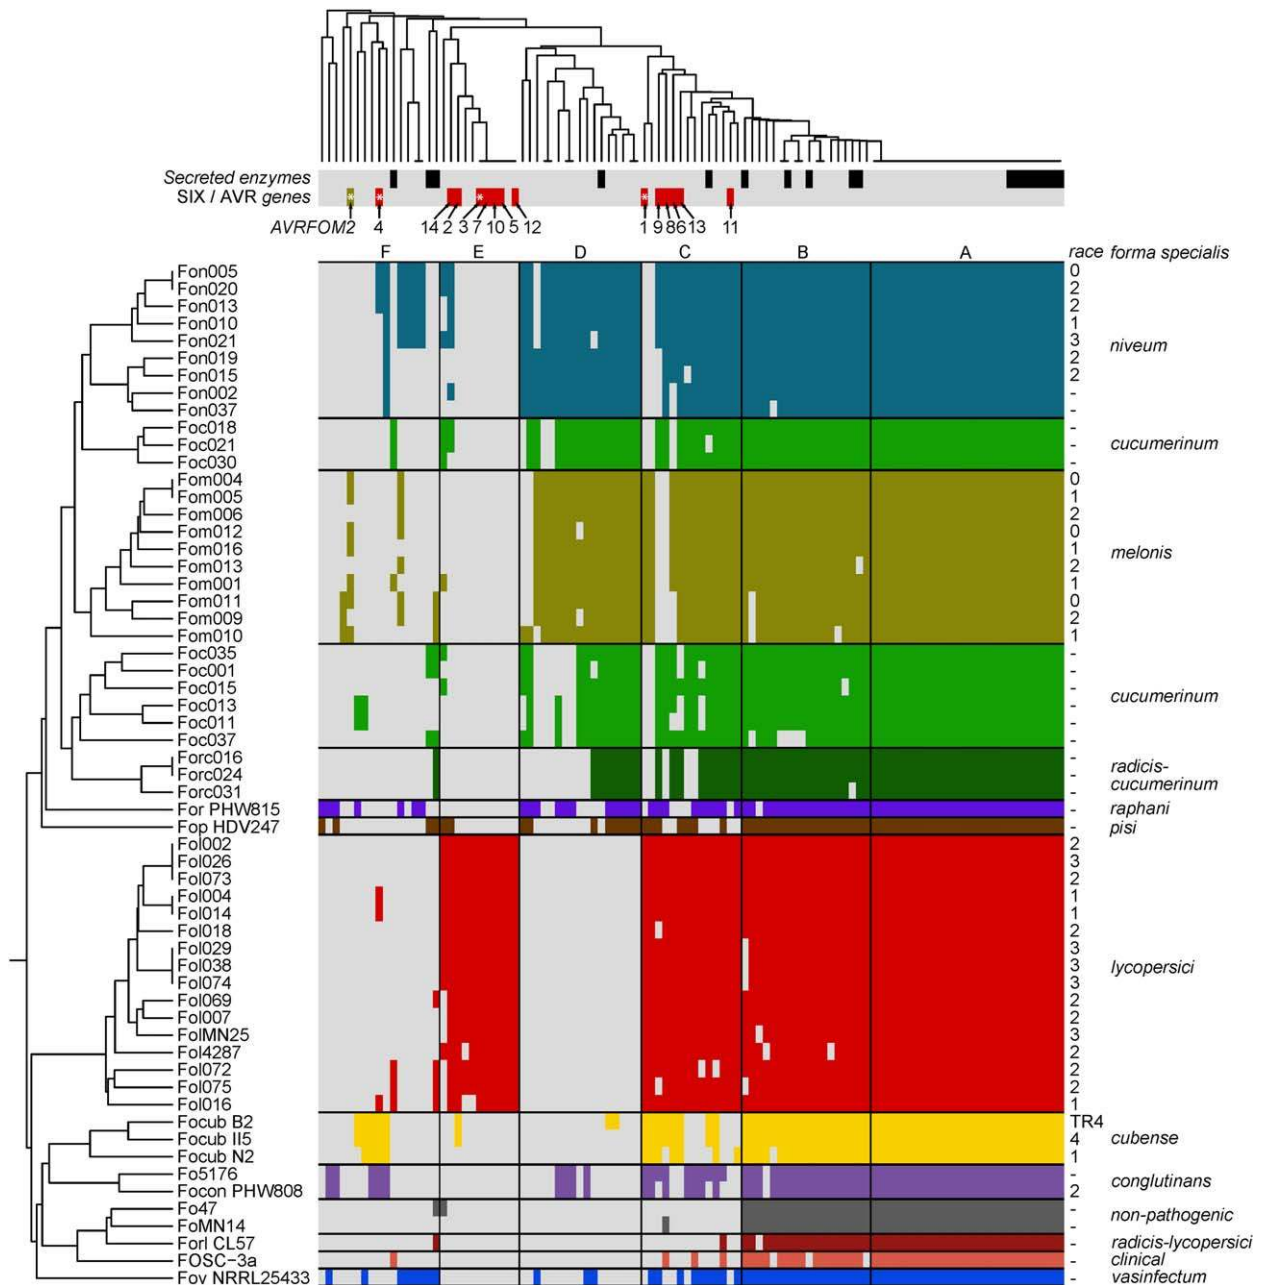 Secreted enzymes
SIX / AVR genes
* * * *
AVRFOM2 4 14 2 3 7 10 5 12 1 9 8 6 13 11
F E D C B A race forma specialis
Fon005 0
Fon020 2
Fon013 2
Fon010 1
Fon021 3
niveum
Fon019 2
Fon015 2
Fon002 -
Fon037 -
Foc018 -
Foc021 - cucumerinum
Foc030 -
Fom004 0
Fom005 1
Fom006 2
Fom012 0
Fom016 1 melonis
Fom013 2
Fom001 1
Fom011 0
Fom009 2
Fom010 1
Foc035 -
Foc001 -
Foc015 - cucumerinum
Foc013 -
Foc011 -
Foc037 -
Forc016 - radicis-
Forc024 - cucumerinum
Forc031 -
For PHW815 - raphani
Fop HDV247 - pisi
Fol002 2
Fol026 3
Fol073 2
Fol004 1
Fol014 1
Fol018 2
Fol029 3
Fol038 3 lycopersici
Fol074 3
Fol069 2
Fol007 2
FolMN25 3
Fol4287 2
Fol072 2
Fol075 2
Fol016 1
Focub B2 TR4
Focub II5 4 cubense
Focub N2 1
Fo5176 - conglutinans
Focon PHW808 2
Fo47 - non-pathogenic
FoMN14 -
Forl CL57 - radicis-lycopersici
FOSC-3a - clinical
Fov NRRL25433 - vasinfectum